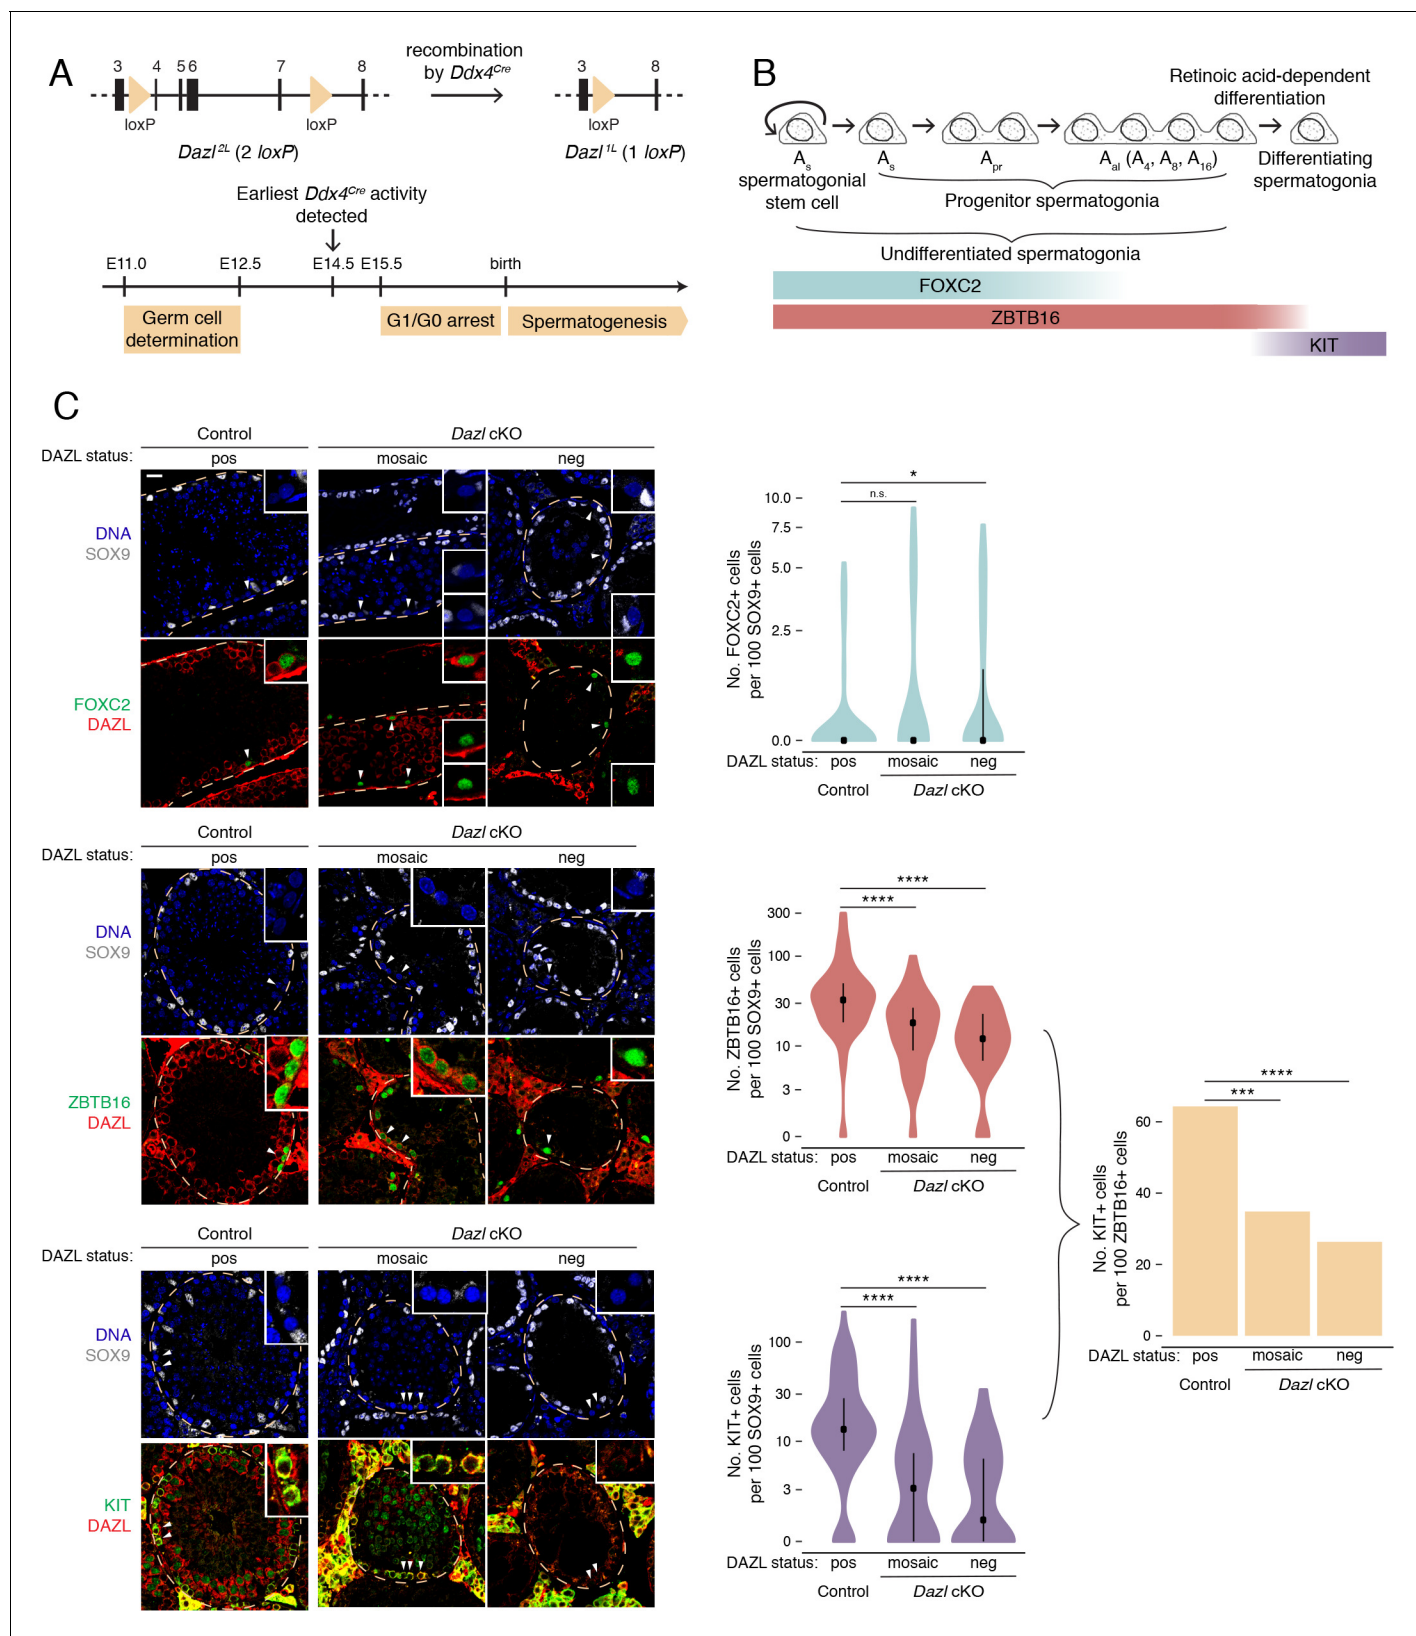 A
3
4
5
6
7
8
recombination
by Ddx4Cre
3
8
loxP
loxP
loxP
Dazl2L (2 loxP)
Dazl1L (1 loxP)
Earliest Ddx4Cre activity
detected
E11.0
E12.5
E14.5
E15.5
birth
Germ cell
determination
G1/G0 arrest
Spermatogenesis
B
Retinoic acid-dependent
differentiation
As
spermatogonial
stem cell
As
Apr
Aal (A4, A8, A16)
Differentiating
spermatogonia
Progenitor spermatogonia
Undifferentiated spermatogonia
FOXC2
ZBTB16
KIT
C
Control
Dazl cKO
DAZL status:
pos
mosaic
neg
DNA
SOX9
FOXC2
DAZL
*
n.s.
10.0
7.5
5.0
2.5
0.0
No. FOXC2+ cells
per 100 SOX9+ cells
DAZL status:
pos
mosaic
neg
Control
Dazl cKO
Control
Dazl cKO
DAZL status:
pos
mosaic
neg
DNA
SOX9
ZBTB16
DAZL
****
****
300
100
30
10
3
0
No. ZBTB16+ cells
per 100 SOX9+ cells
DAZL status:
pos
mosaic
neg
Control
Dazl cKO
Control
Dazl cKO
DAZL status:
pos
mosaic
neg
DNA
SOX9
KIT
DAZL
****
****
100
30
10
3
0
No. KIT+ cells
per 100 SOX9+ cells
DAZL status:
pos
mosaic
neg
Control
Dazl cKO
****
***
60
40
20
0
No. KIT+ cells
per 100 ZBTB16+ cells
DAZL status:
pos
mosaic
neg
Control
Dazl cKO